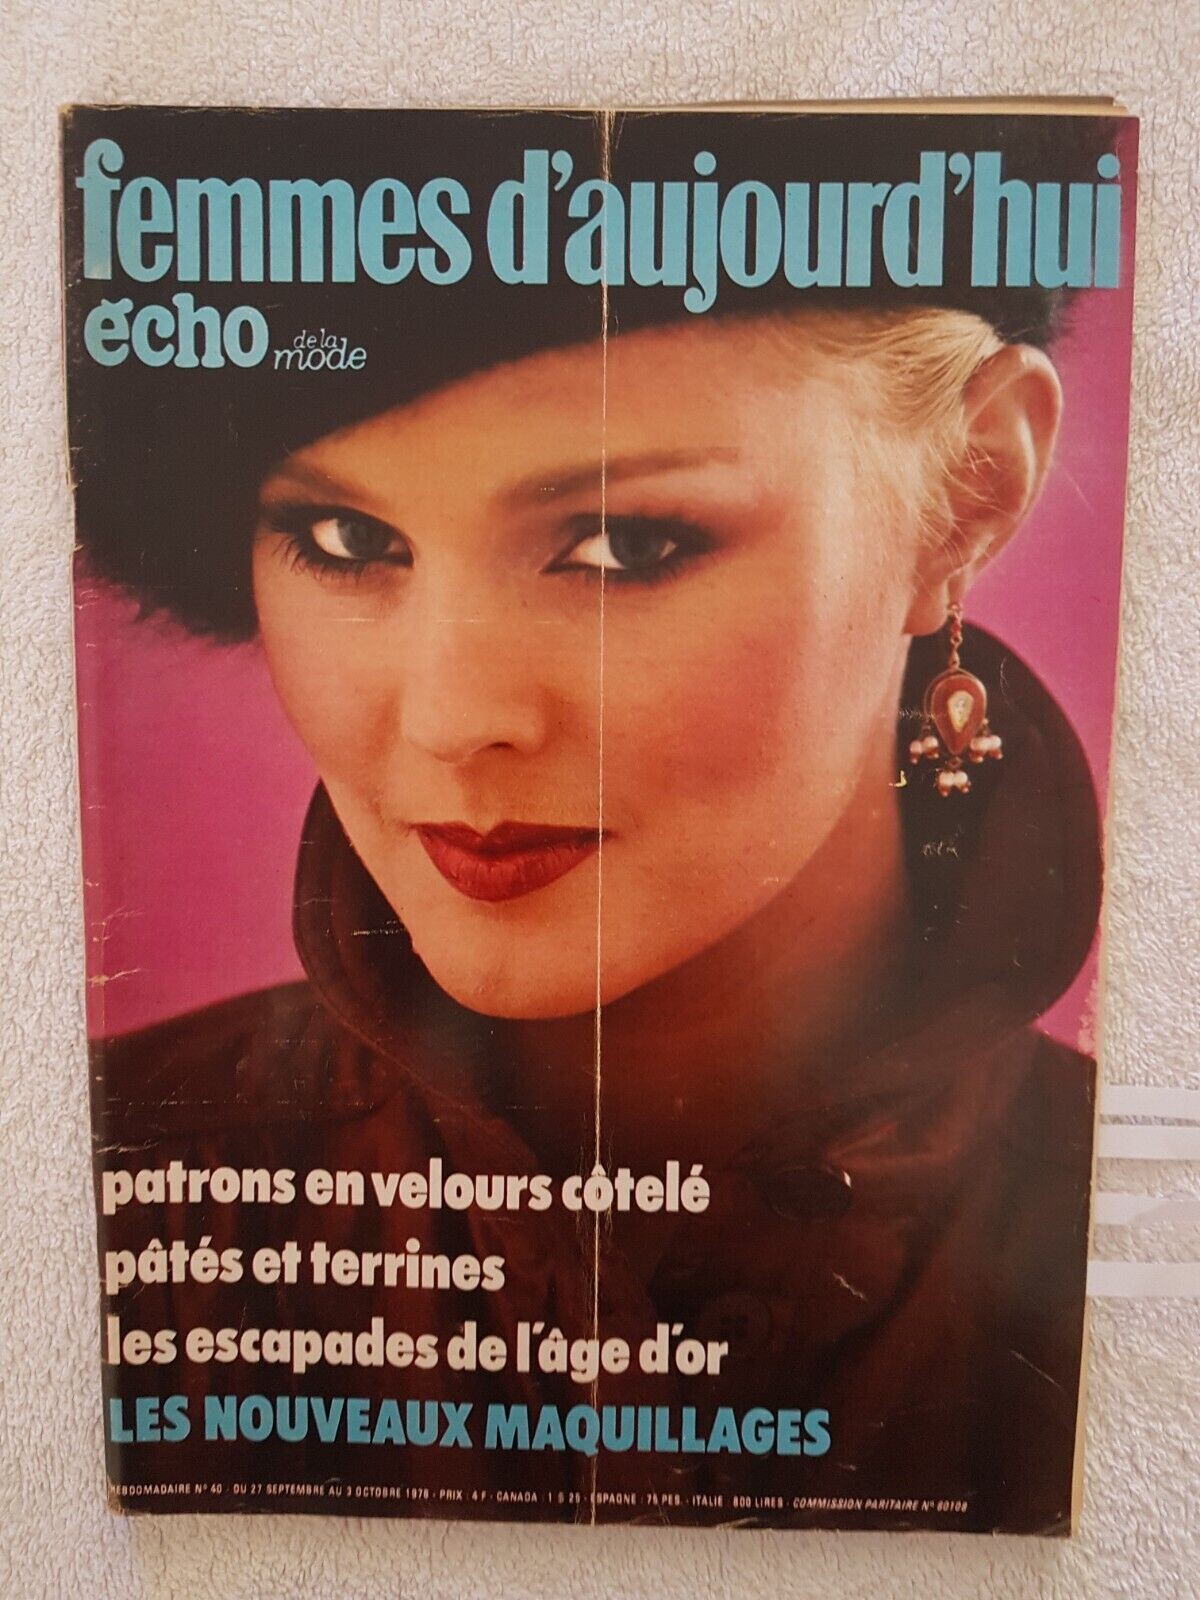 femmes d'aujourd'hui
écho de la mode
patrons en velours côtelé
pâtés et terrines
les escapades de l'âge d'or
LES NOUVEAUX MAQUILLAGES
HEBDOMADAIRE N° 40 - DU 27 SEPTEMBRE AU 3 OCTOBRE 1978 - PRIX : 4 F - CANADA : 1 $ 25 - ESPAGNE : 75 PES. - ITALIE : 800 LIRES - COMMISSION PARITAIRE N° 60108